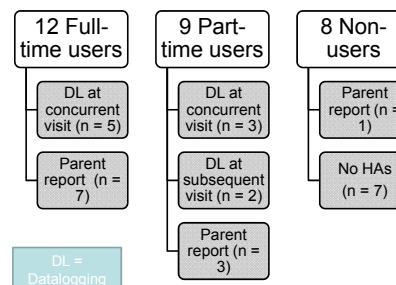 12 Full-
time users
DL at
concurrent
visit (n = 5)
Parent
report (n =
7)
9 Part-
time users
DL at
concurrent
visit (n = 3)
DL at
subsequent
visit (n = 2)
Parent
report (n =
3)
8 Non-
users
Parent
report (n =
1)
No HAs
(n = 7)
DL =
Datalogging